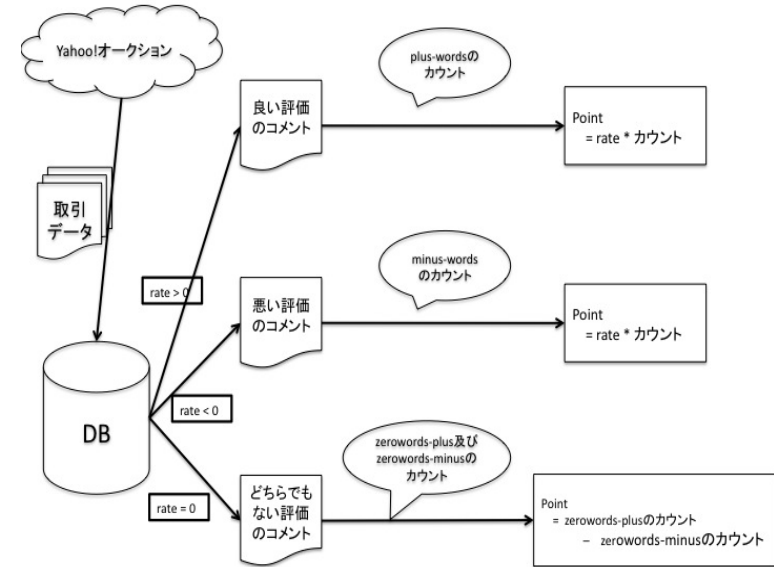 Yahoo!オークション
取引
データ
DB
rate > 0
rate < 0
rate = 0
良い評価
のコメント
plus-wordsの
カウント
Point
= rate * カウント
悪い評価
のコメント
minus-words
のカウント
Point
= rate * カウント
どちらでも
ない評価
のコメント
zerowords-plus及び
zerowords-minusの
カウント
Point
= zerowords-plusのカウント
− zerowords-minusのカウント